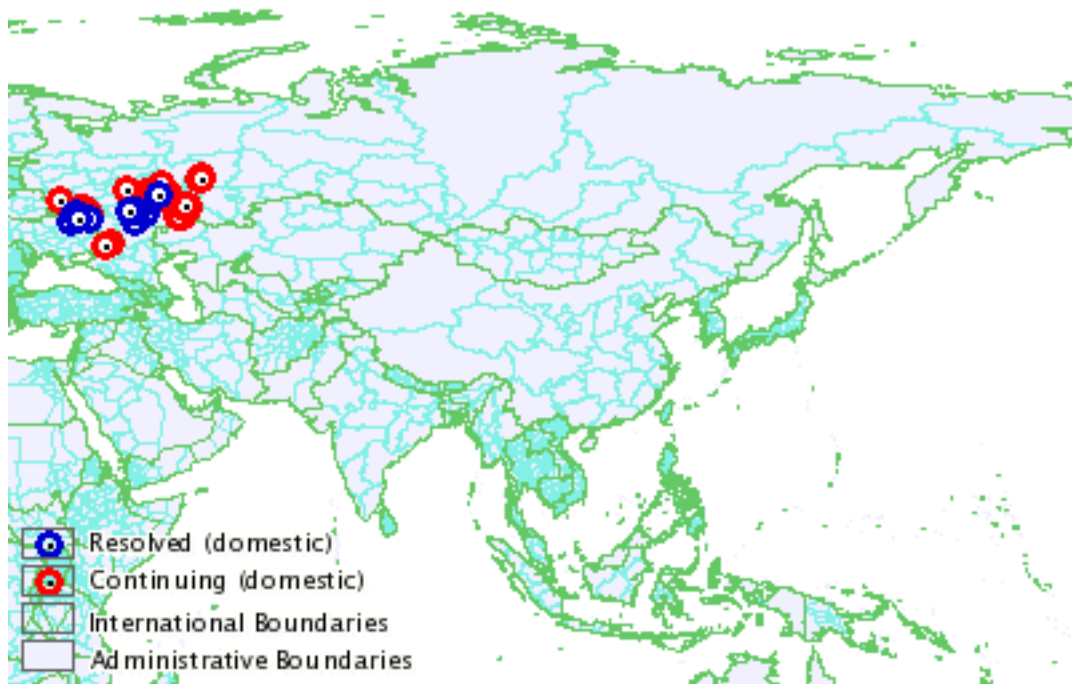 Resolved (domestic)
Continuing (domestic)
International Boundaries
Administrative Boundaries